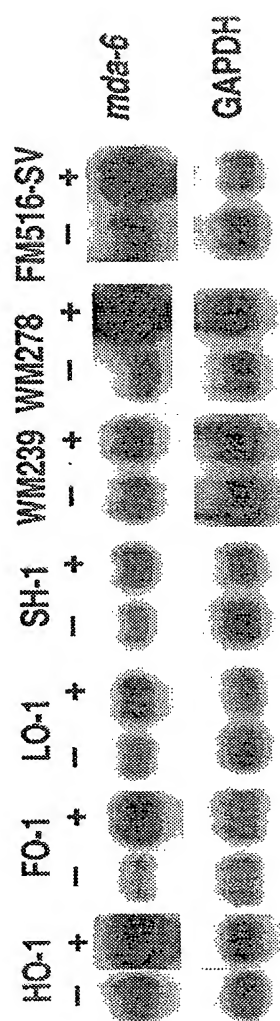 HO-1 FO-1 LO-1 SH-1 WM239 WM278 FM516-SV
− + − + − + − + − + − + − +
mda-6
GAPDH